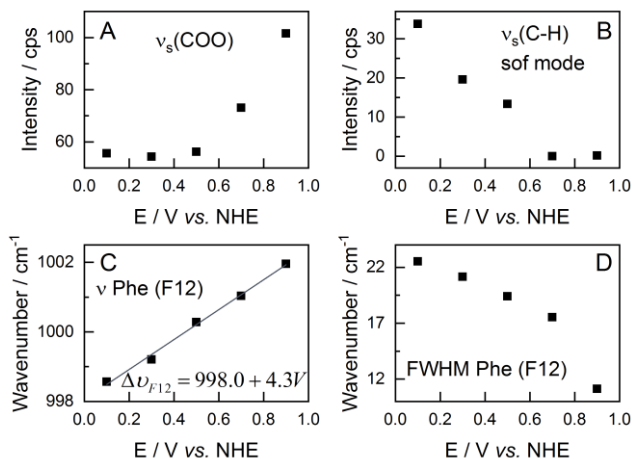 A
ν_s(COO)
100
80
60
Intensity / cps
0.0 0.2 0.4 0.6 0.8 1.0
E / V vs. NHE
B
ν_s(C-H)
sof mode
30
20
10
0
Intensity / cps
0.0 0.2 0.4 0.6 0.8 1.0
E / V vs. NHE
C
ν Phe (F12)
1002
1000
998
Wavenumber / cm⁻¹
Δυ_{F12} = 998.0 + 4.3V
0.0 0.2 0.4 0.6 0.8 1.0
E / V vs. NHE
D
22
17
12
Wavenumber / cm⁻¹
FWHM Phe (F12)
0.0 0.2 0.4 0.6 0.8 1.0
E / V vs. NHE